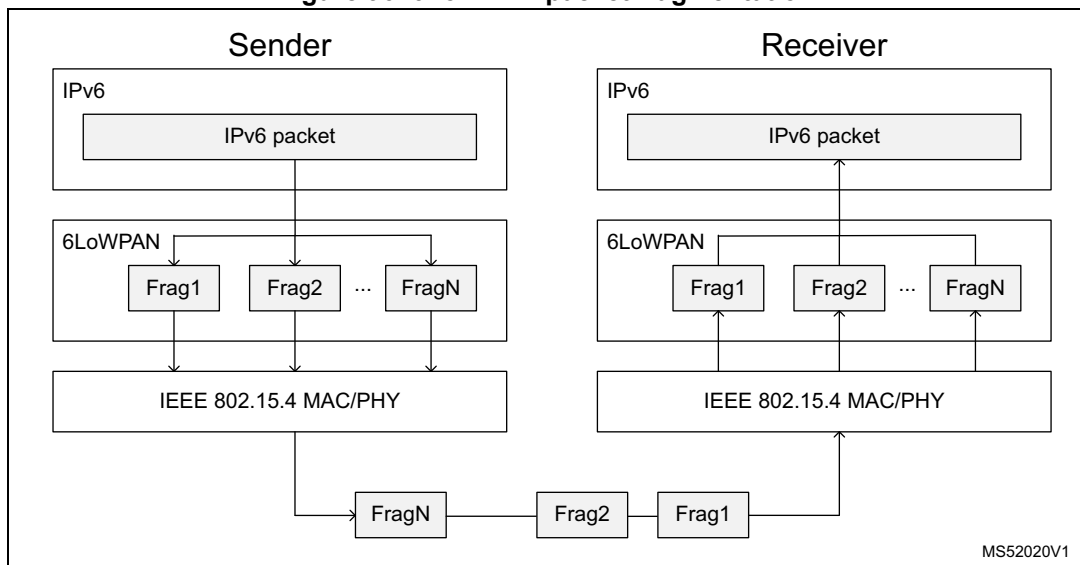 Sender
Receiver
IPv6
IPv6 packet
IPv6
IPv6 packet
6LoWPAN
Frag1
Frag2
...
FragN
6LoWPAN
Frag1
Frag2
...
FragN
IEEE 802.15.4 MAC/PHY
IEEE 802.15.4 MAC/PHY
FragN
Frag2
Frag1
MS52020V1